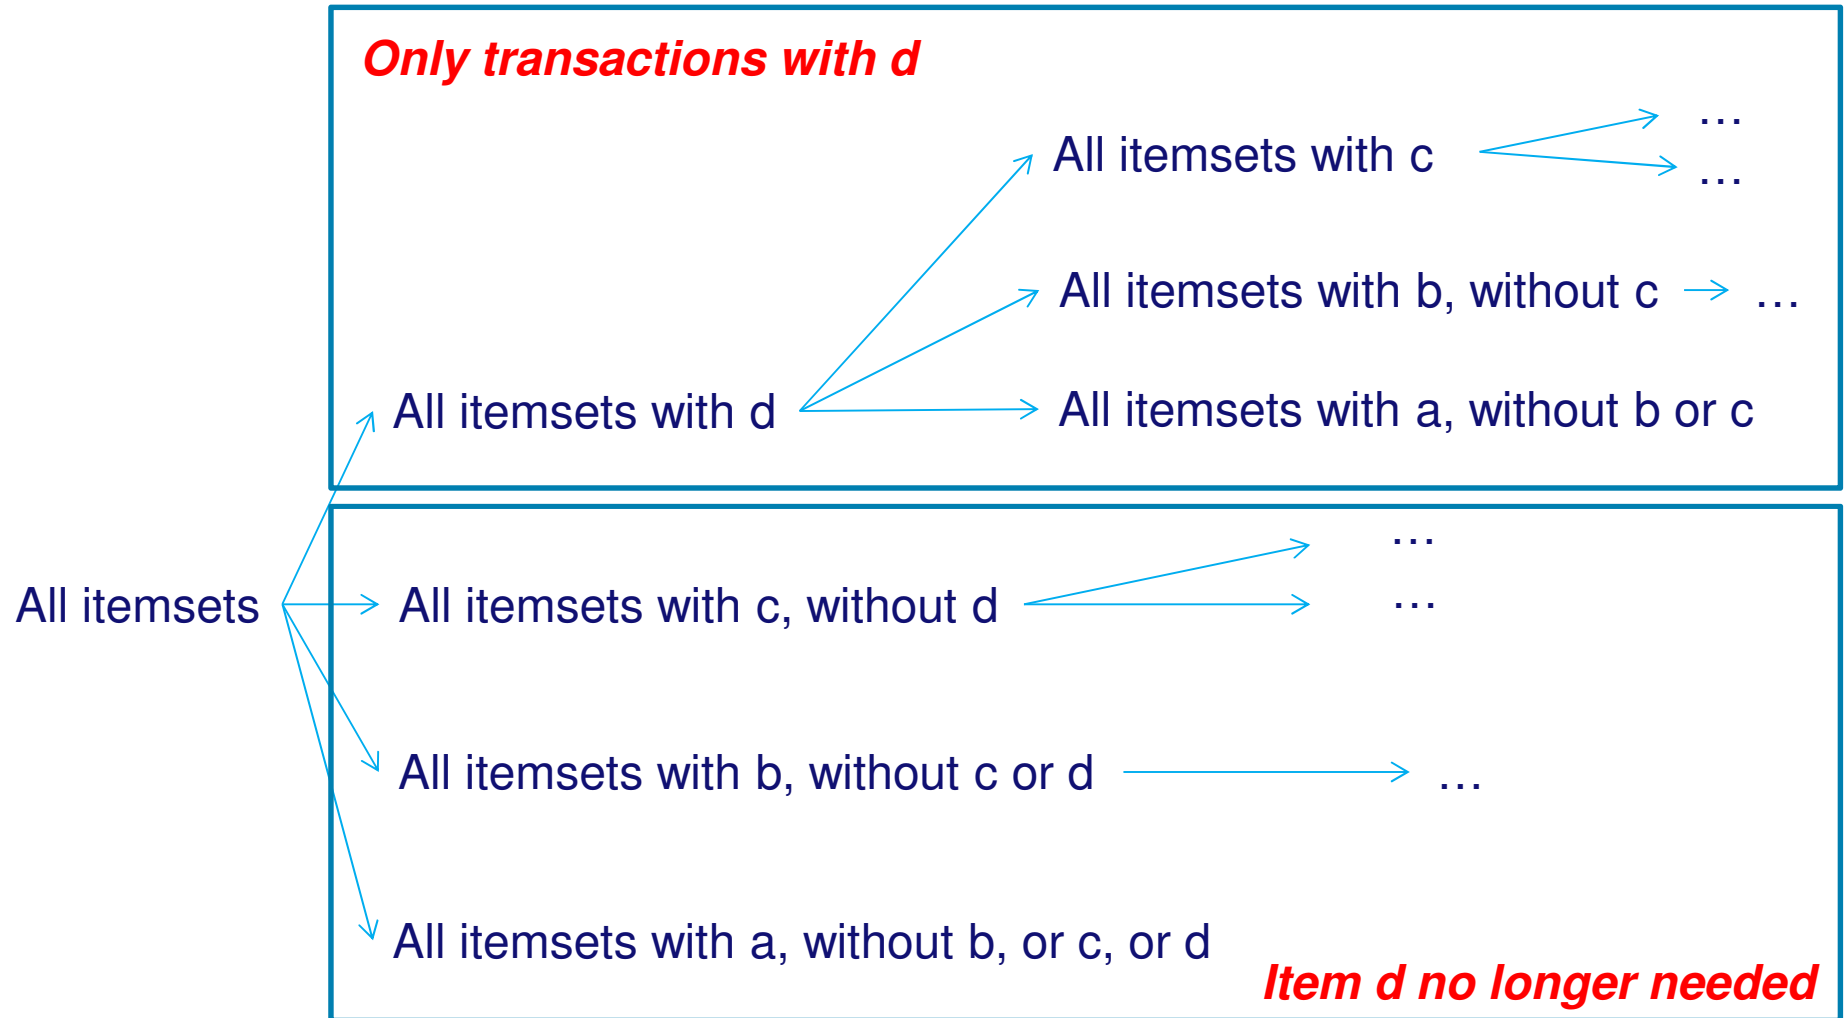 Only transactions with d
All itemsets with c
…
…
All itemsets with b, without c
…
All itemsets with d
All itemsets with a, without b or c
All itemsets
All itemsets with c, without d
…
…
All itemsets with b, without c or d
…
All itemsets with a, without b, or c, or d
Item d no longer needed